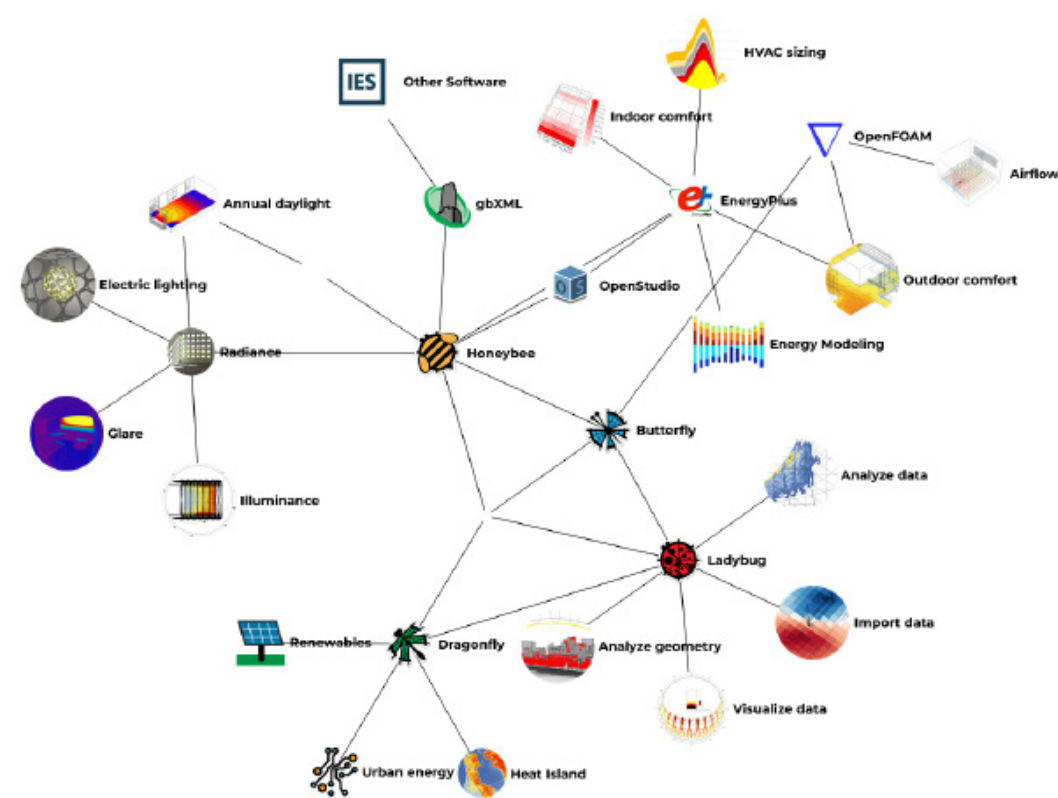 HVAC sizing
IES
Other Software
Indoor comfort
OpenFOAM
Airflow
Annual daylight
gbXML
e+
EnergyPlus
Electric lighting
OS
OpenStudio
Outdoor comfort
Radiance
Honeybee
Energy Modeling
Glare
Butterfly
Analyze data
Illuminance
Ladybug
Import data
Renewables
Dragonfly
Analyze geometry
Visualize data
Urban energy
Heat Island